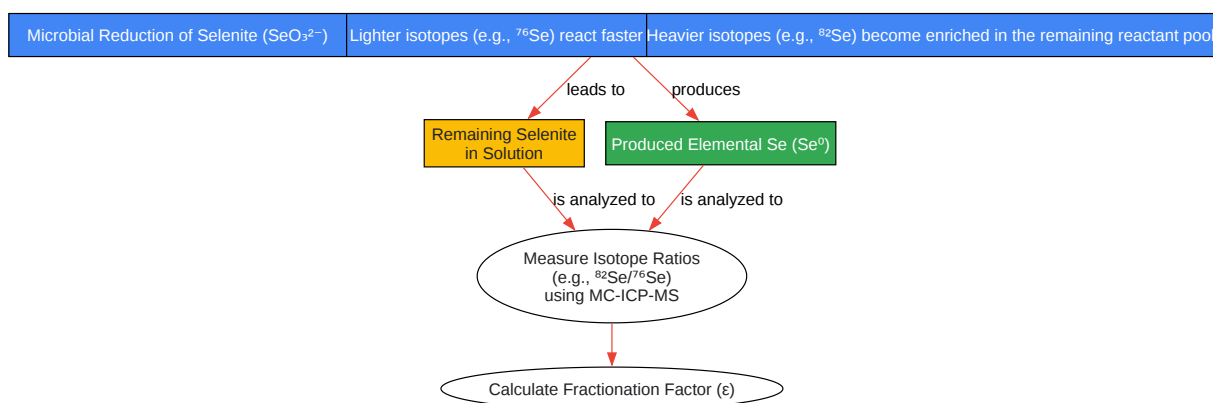 Microbial Reduction of Selenite (SeO₃²⁻)
Lighter isotopes (e.g., ⁷⁶Se) react faster
Heavier isotopes (e.g., ⁸²Se) become enriched in the remaining reactant pool
leads to
produces
Remaining Selenite
in Solution
Produced Elemental Se (Se⁰)
is analyzed to
is analyzed to
Measure Isotope Ratios
(e.g., ⁸²Se/⁷⁶Se)
using MC-ICP-MS
Calculate Fractionation Factor (ε)